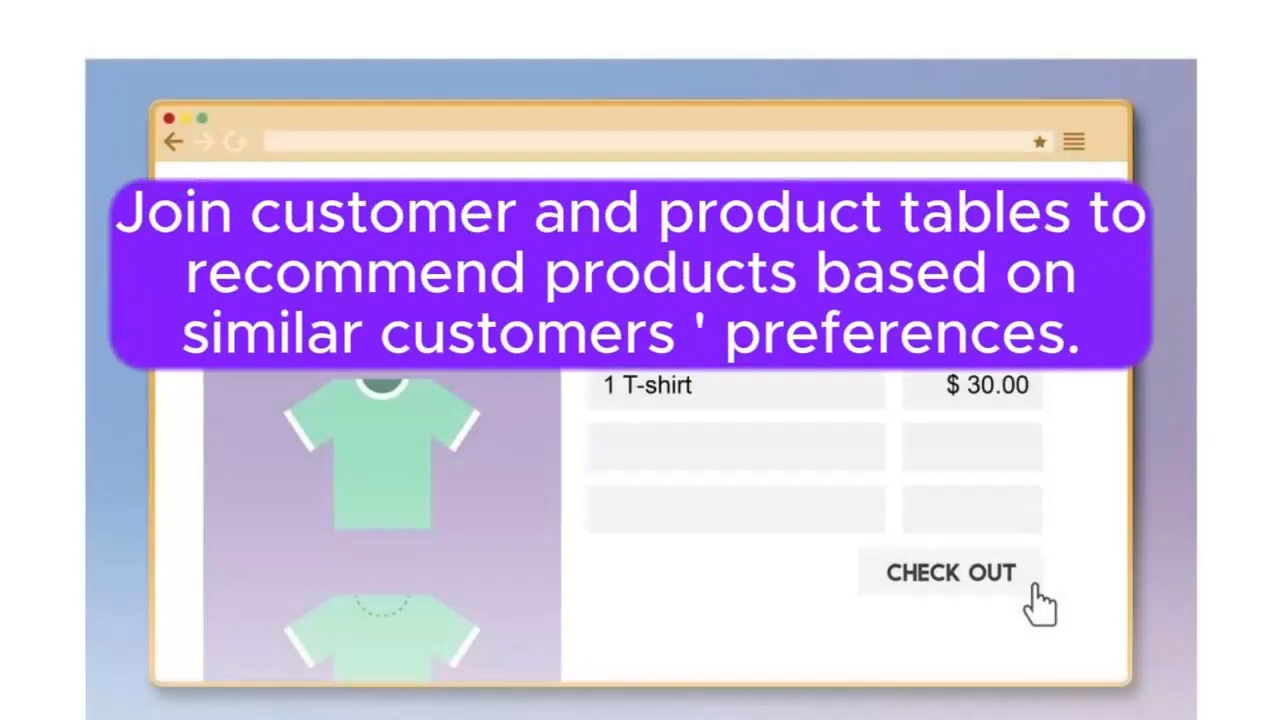 Join customer and product tables to
recommend products based on
similar customers ' preferences.
1 T-shirt $ 30.00
CHECK OUT